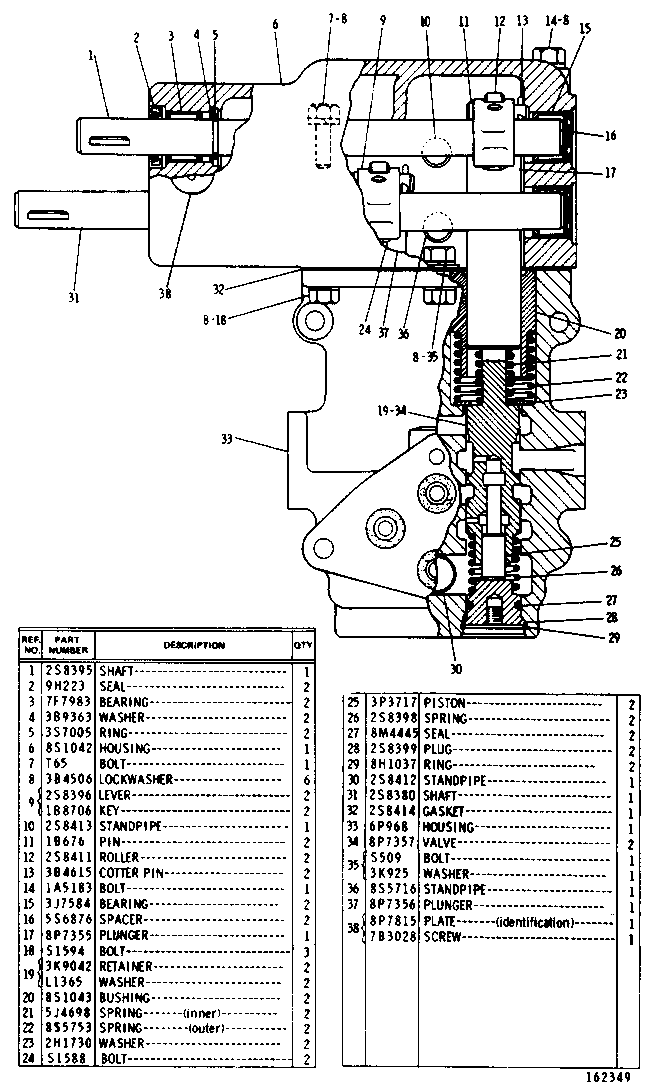 1
2
3
4
5
6
7-8
9
10
11
12
13
14-8
15
16
17
31
38
32
8-18
24
37
36
8-35
20
21
22
23
19-34
33
25
26
27
28
29
30
REF. NO. PART NUMBER DESCRIPTION QTY
1 2S8395 SHAFT 1
2 9H223 SEAL 2
3 7F7983 BEARING 2
4 3B9363 WASHER 2
5 3S7005 RING 2
6 8S1042 HOUSING 1
7 T65 BOLT 1
8 3B4506 LOCKWASHER 6
9 2S8396 LEVER 2
1B8706 KEY 2
10 2S8413 STANDPIPE 1
11 1B676 PIN 2
12 2S8411 ROLLER 2
13 3B4615 COTTER PIN 2
14 1A5183 BOLT 1
15 3J7584 BEARING 2
16 5S6876 SPACER 2
17 8P7355 PLUNGER 1
18 S1594 BOLT 3
19 3K9042 RETAINER 2
L1365 WASHER 2
20 8S1043 BUSHING 2
21 5J4698 SPRING (inner) 2
22 8S5753 SPRING (outer) 2
23 2H1730 WASHER 2
24 S1588 BOLT 2
25 3P3717 PISTON 2
26 2S8398 SPRING 2
27 8M4445 SEAL 2
28 2S8399 PLUG 2
29 8H1037 RING 2
30 2S8412 STANDPIPE 1
31 2S8380 SHAFT 1
32 2S8414 GASKET 1
33 6P968 HOUSING 1
34 8P7357 VALVE 2
35 S509 BOLT 1
3K925 WASHER 1
36 8S5716 STANDPIPE 1
37 8P7356 PLUNGER 1
38 8P7815 PLATE (identification) 1
7B3028 SCREW 1
162349